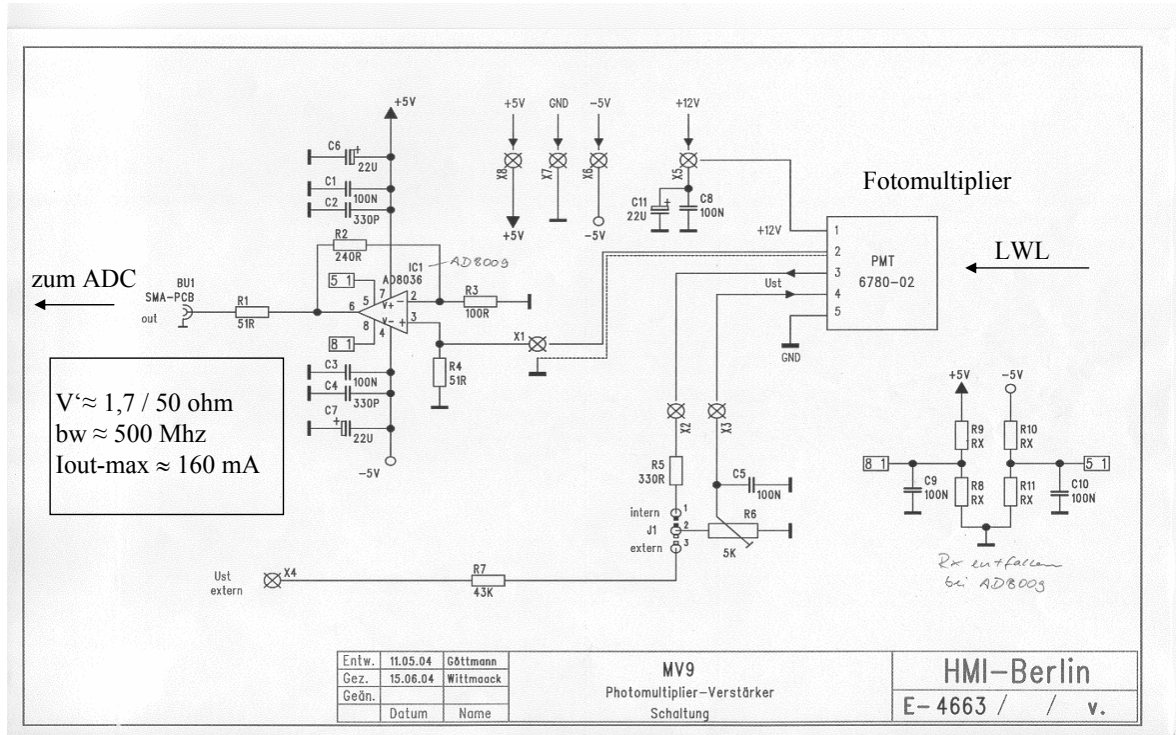 +5V
C6
+
22U
C1
100N
C2
330P
R2
240R
IC1
AD8009
AD8036
5 1
5
7
V+
-
2
6
V-
+
3
8
4
8 1
R3
100R
zum ADC
BU1
SMA-PCB
out
R1
51R
C3
100N
C4
330P
C7
+
22U
-5V
R4
51R
X1
V‘≈ 1,7 / 50 ohm
bw ≈ 500 Mhz
Iout-max ≈ 160 mA
+5V
GND
-5V
+12V
X8
X7
X6
X5
+5V
-5V
C11
+
22U
C8
100N
Fotomultiplier
+12V
1
2
3
4
5
PMT
6780-02
LWL
Ust
GND
X2
X3
R5
330R
C5
100N
intern
1
J1
2
extern
3
R6
5K
Ust
extern
X4
R7
43K
+5V
-5V
R9
RX
R10
RX
8 1
5 1
C9
100N
R8
RX
R11
RX
C10
100N
Rx entfallen
bei AD8009
Entw. 11.05.04 Göttmann
Gez. 15.06.04 Wittmaack
Geän.
Datum Name
MV9
Photomultiplier-Verstärker
Schaltung
HMI-Berlin
E-4663 / / v.